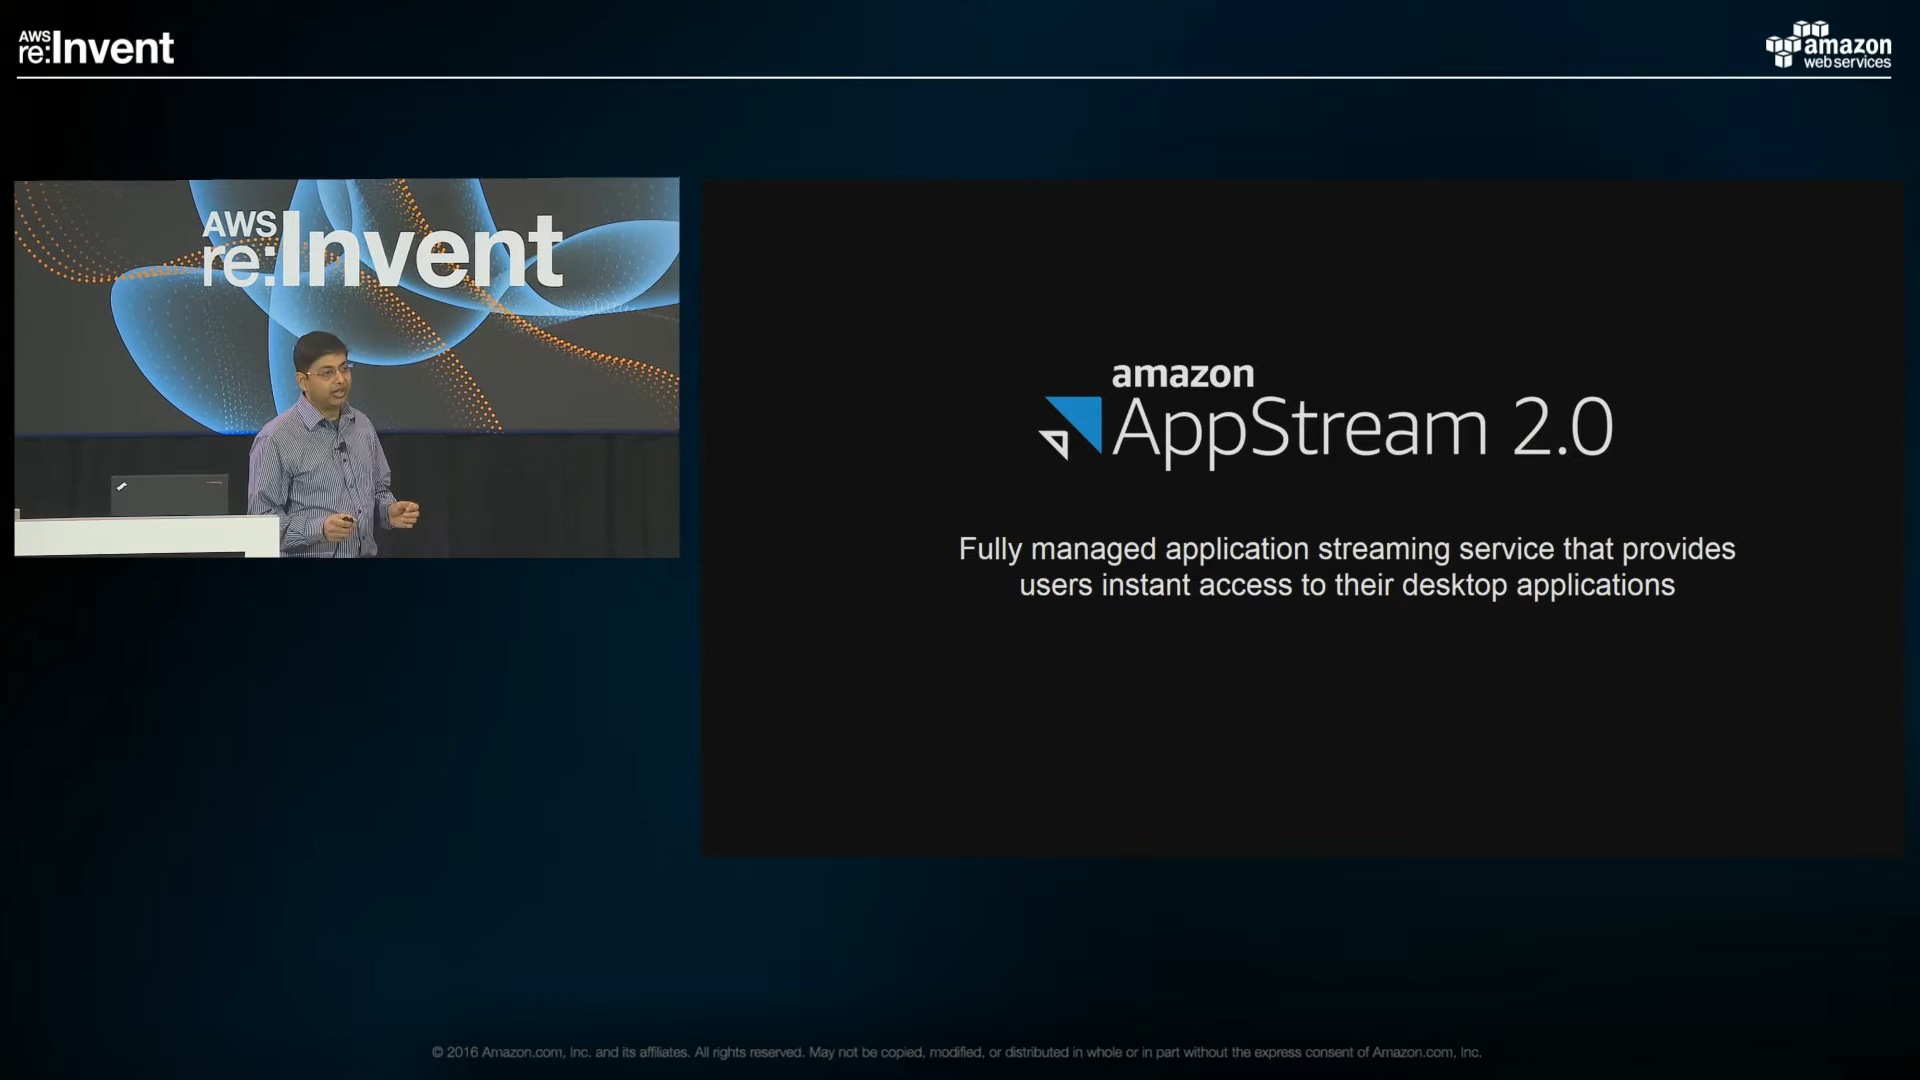 AWS
re:Invent
amazon
web services
AWS
re:Invent
amazon
AppStream 2.0
Fully managed application streaming service that provides
users instant access to their desktop applications
© 2016 Amazon.com, Inc. and its affiliates. All rights reserved. May not be copied, modified, or distributed in whole or in part without the express consent of Amazon.com, Inc.